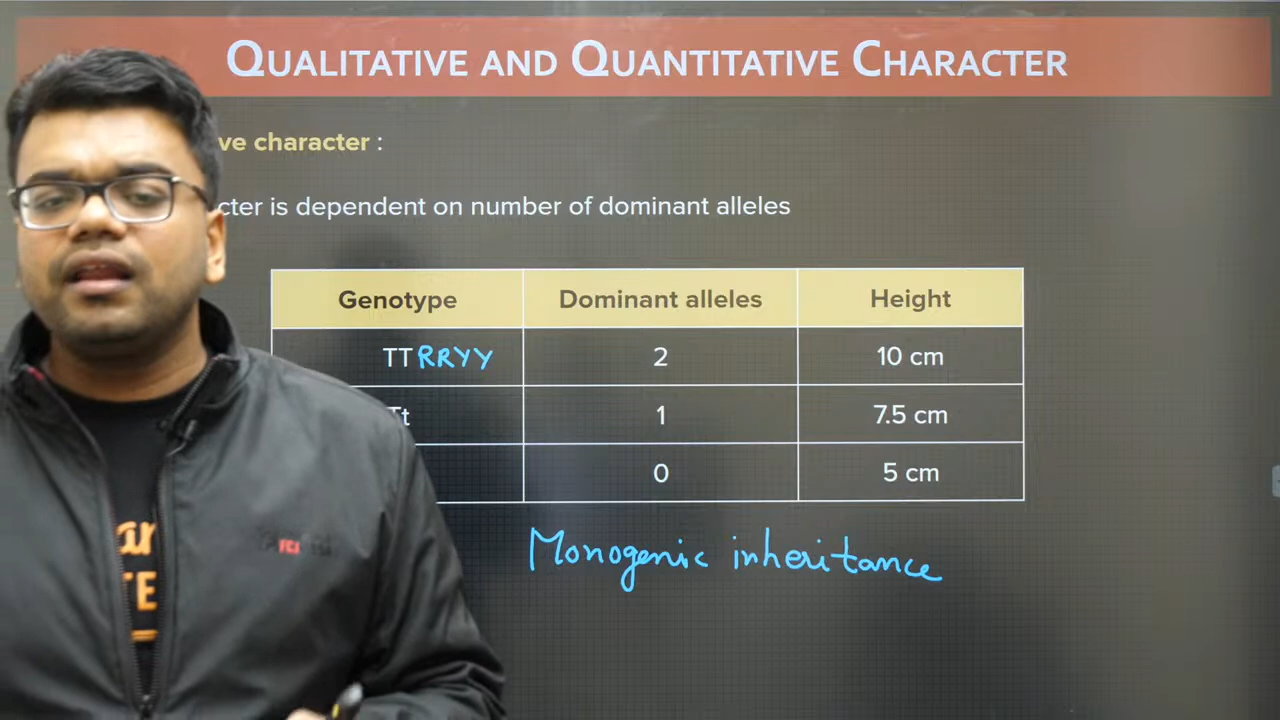 QUALITATIVE AND QUANTITATIVE CHARACTER
ve character :
cter is dependent on number of dominant alleles
Genotype Dominant alleles Height
TTRRYY 2 10 cm
Tt 1 7.5 cm
0 5 cm
Monogenic inheritance